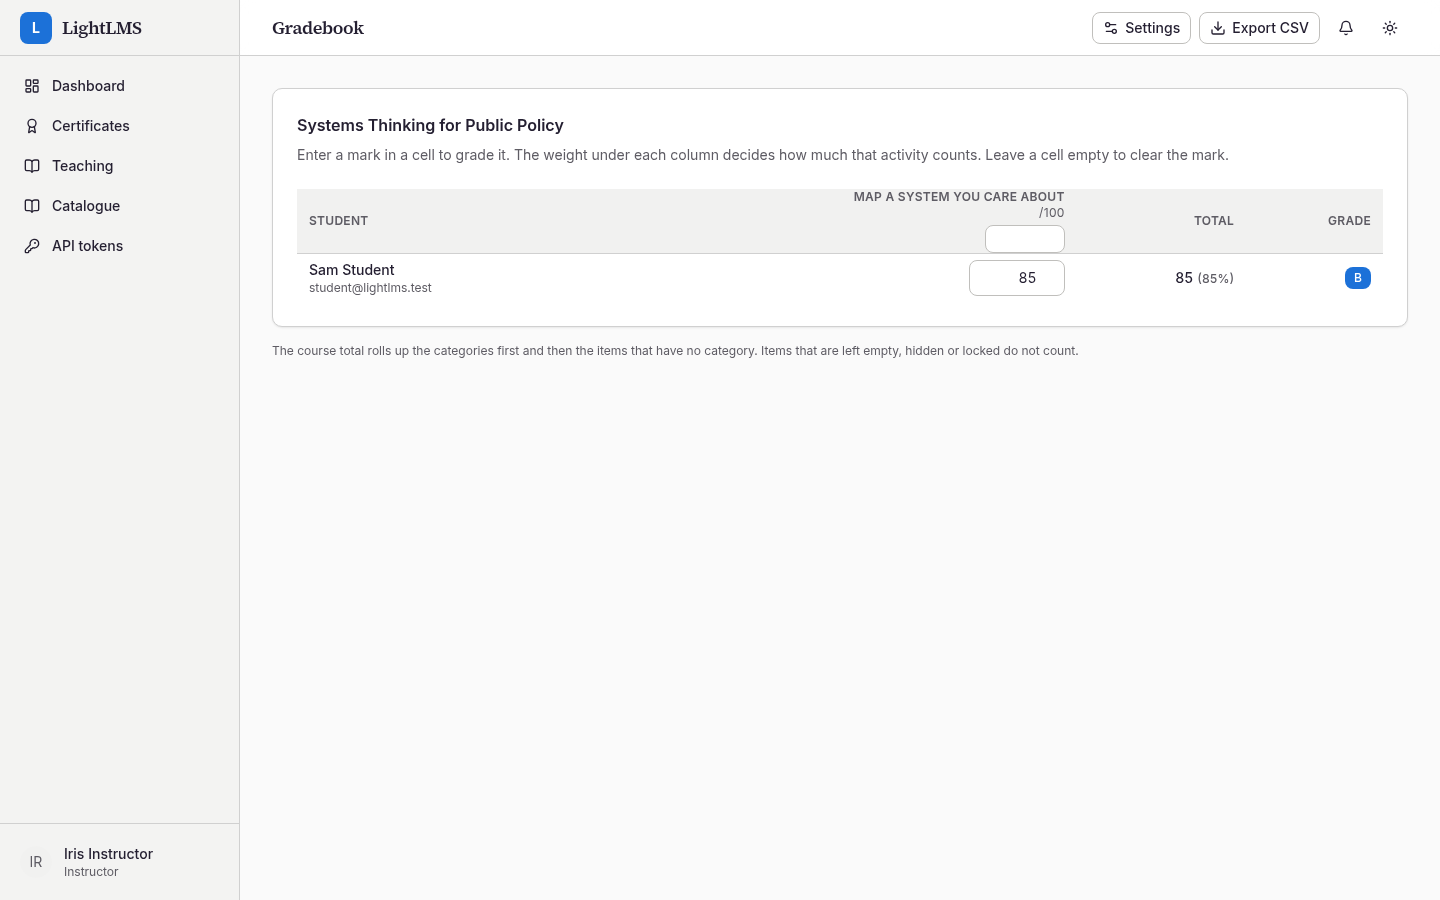 L LightLMS
Gradebook
Settings
Export CSV
Dashboard
Certificates
Teaching
Catalogue
API tokens
Systems Thinking for Public Policy
Enter a mark in a cell to grade it. The weight under each column decides how much that activity counts. Leave a cell empty to clear the mark.
STUDENT
MAP A SYSTEM YOU CARE ABOUT
/100
TOTAL
GRADE
Sam Student
student@lightlms.test
85
85 (85%)
B
The course total rolls up the categories first and then the items that have no category. Items that are left empty, hidden or locked do not count.
IR
Iris Instructor
Instructor